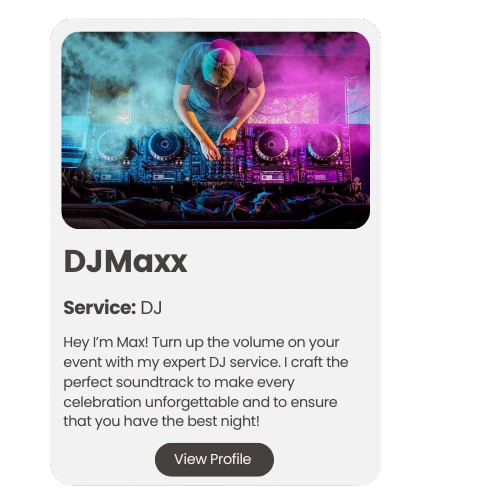 DJMaxx
Service: DJ
Hey I’m Max! Turn up the volume on your
event with my expert DJ service. I craft the
perfect soundtrack to make every
celebration unforgettable and to ensure
that you have the best night!
View Profile